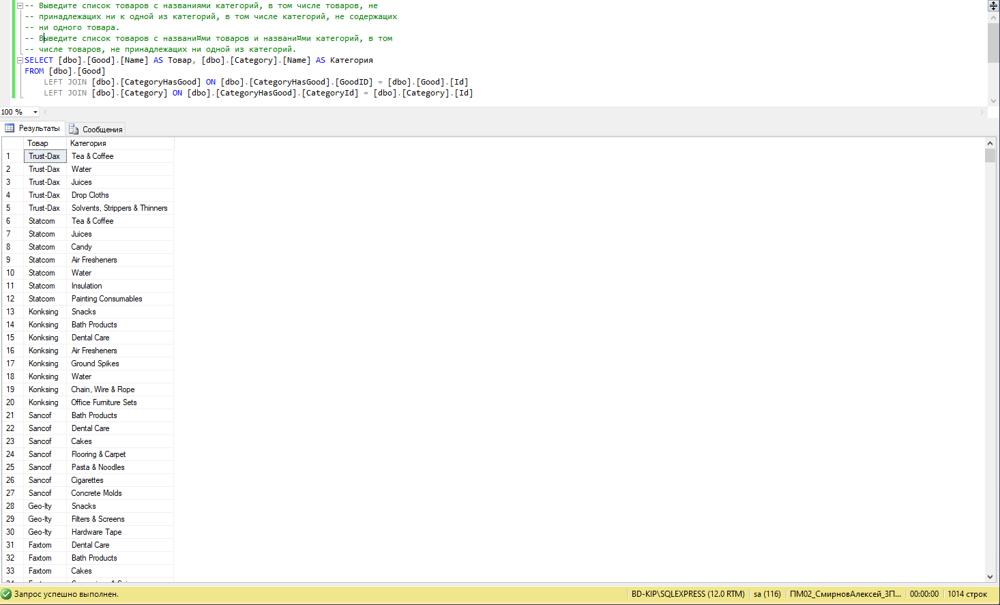 -- Выведите список товаров с названиями категорий, в том числе товаров, не
-- принадлежащих ни к одной из категорий, в том числе категорий, не содержащих
-- ни одного товара.
-- Выведите список товаров с названи¤ми товаров и названи¤ми категорий, в том
-- числе товаров, не принадлежащих ни одной из категорий.
SELECT [dbo].[Good].[Name] AS Товар, [dbo].[Category].[Name] AS Категория
FROM [dbo].[Good]
LEFT JOIN [dbo].[CategoryHasGood] ON [dbo].[CategoryHasGood].[GoodID] = [dbo].[Good].[Id]
LEFT JOIN [dbo].[Category] ON [dbo].[CategoryHasGood].[CategoryId] = [dbo].[Category].[Id]
100 %
Результаты Сообщения
Товар Категория
1 Trust-Dax Tea & Coffee
2 Trust-Dax Water
3 Trust-Dax Juices
4 Trust-Dax Drop Cloths
5 Trust-Dax Solvents, Strippers & Thinners
6 Statcom Tea & Coffee
7 Statcom Juices
8 Statcom Candy
9 Statcom Air Fresheners
10 Statcom Water
11 Statcom Insulation
12 Statcom Painting Consumables
13 Konksing Snacks
14 Konksing Bath Products
15 Konksing Dental Care
16 Konksing Air Fresheners
17 Konksing Ground Spikes
18 Konksing Water
19 Konksing Chain, Wire & Rope
20 Konksing Office Furniture Sets
21 Sancof Bath Products
22 Sancof Dental Care
23 Sancof Cakes
24 Sancof Flooring & Carpet
25 Sancof Pasta & Noodles
26 Sancof Cigarettes
27 Sancof Concrete Molds
28 Geo-Ity Snacks
29 Geo-Ity Filters & Screens
30 Geo-Ity Hardware Tape
31 Faxtom Dental Care
32 Faxtom Bath Products
33 Faxtom Cakes
Запрос успешно выполнен. BD-KIP\SQLEXPRESS (12.0 RTM) sa (116) ПМ02_СмирновАлексей_3П... 00:00:00 1014 строк